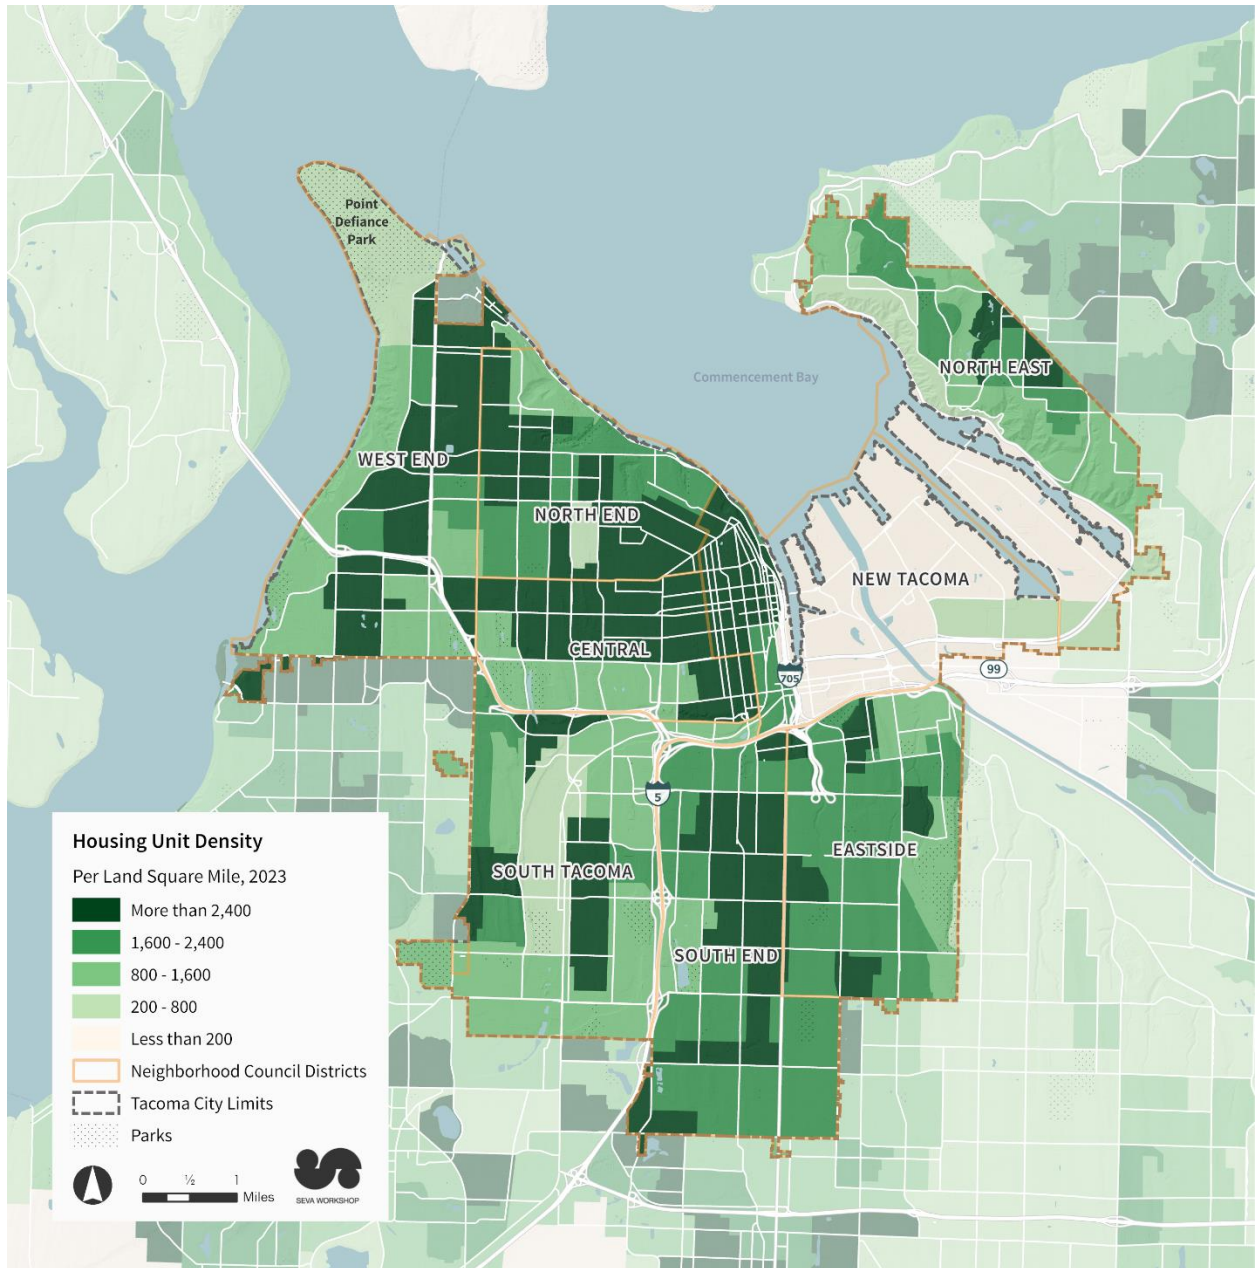 Point
Defiance
Park
Commencement Bay
NORTH EAST
WEST END
NORTH END
NEW TACOMA
CENTRAL
705
99
5
SOUTH TACOMA
EASTSIDE
SOUTH END
Housing Unit Density
Per Land Square Mile, 2023
More than 2,400
1,600 - 2,400
800 - 1,600
200 - 800
Less than 200
Neighborhood Council Districts
Tacoma City Limits
Parks
0 ½ 1
Miles
SEVA WORKSHOP